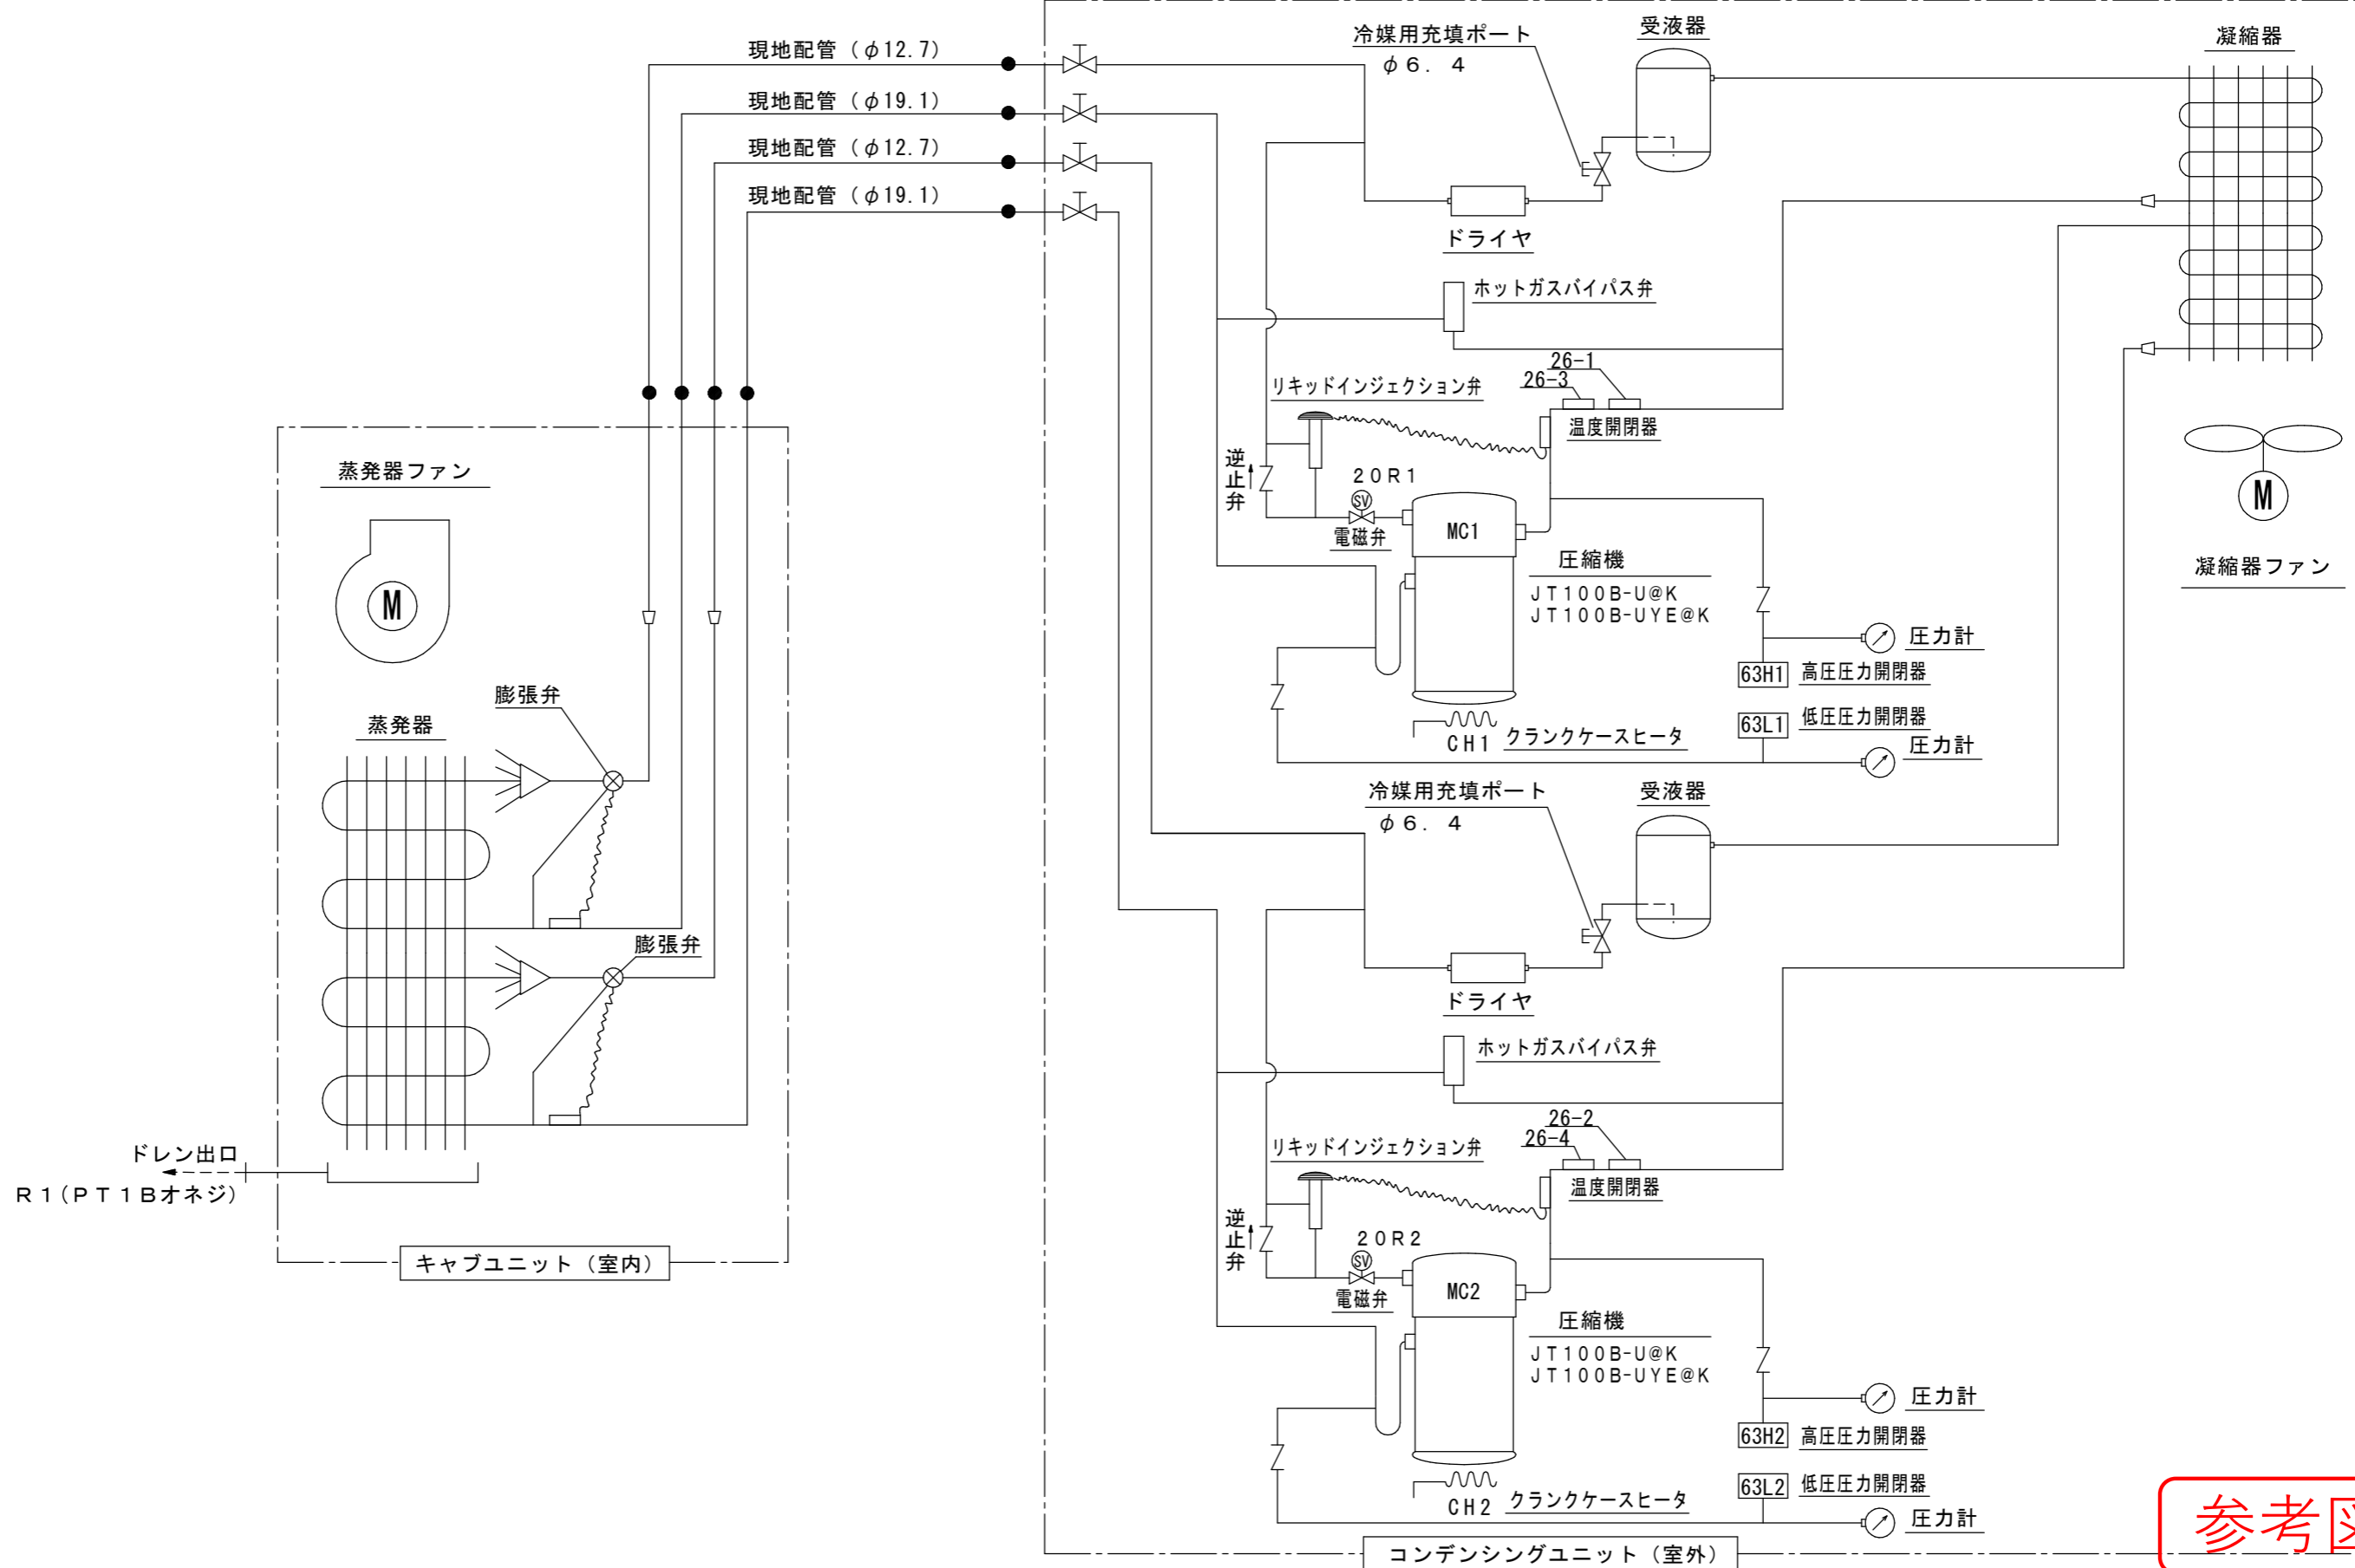 現地配管（φ12.7）
現地配管（φ19.1）
現地配管（φ12.7）
現地配管（φ19.1）
冷媒用充填ポート
φ６．４
受液器
凝縮器
ドライヤ
ホットガスバイパス弁
26-1
26-3
リキッドインジェクション弁
温度開閉器
逆止弁
２０Ｒ１
SV
電磁弁
MC1
圧縮機
ＪＴ１００Ｂ-Ｕ＠Ｋ
ＪＴ１００Ｂ-ＵＹＥ＠Ｋ
M
凝縮器ファン
圧力計
63H1 高圧圧力開閉器
63L1 低圧圧力開閉器
圧力計
ＣＨ１ クランクケースヒータ
蒸発器ファン
M
膨張弁
蒸発器
膨張弁
ドレン出口
Ｒ１(ＰＴ１Ｂオネジ)
キャブユニット（室内）
冷媒用充填ポート
φ６．４
受液器
ドライヤ
ホットガスバイパス弁
26-2
26-4
リキッドインジェクション弁
温度開閉器
逆止弁
２０Ｒ２
SV
電磁弁
MC2
圧縮機
ＪＴ１００Ｂ-Ｕ＠Ｋ
ＪＴ１００Ｂ-ＵＹＥ＠Ｋ
圧力計
63H2 高圧圧力開閉器
63L2 低圧圧力開閉器
圧力計
ＣＨ２ クランクケースヒータ
コンデンシングユニット（室外）
参考図